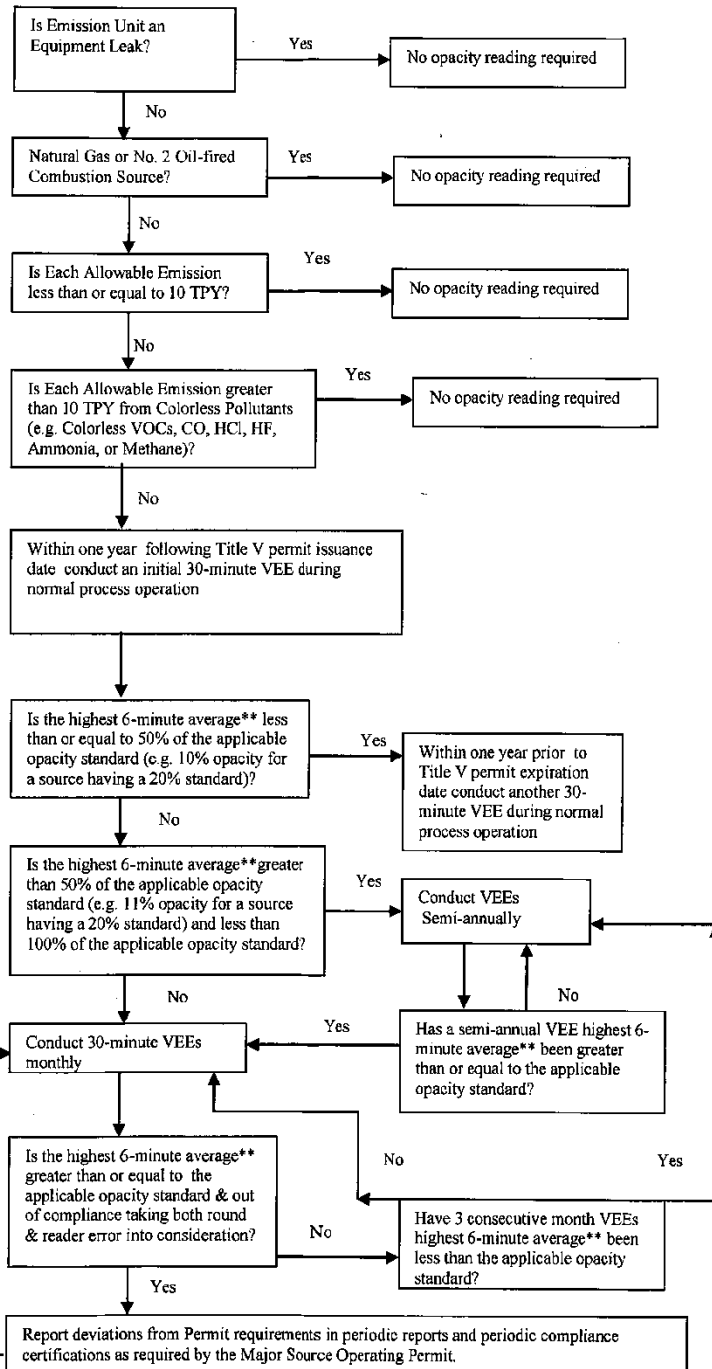 Is Emission Unit an
Equipment Leak?
Yes
No opacity reading required
No
Natural Gas or No. 2 Oil-fired
Combustion Source?
Yes
No opacity reading required
No
Is Each Allowable Emission
less than or equal to 10 TPY?
Yes
No opacity reading required
No
Is Each Allowable Emission greater
than 10 TPY from Colorless Pollutants
(e.g. Colorless VOCs, CO, HCl, HF,
Ammonia, or Methane)?
Yes
No opacity reading required
No
Within one year following Title V permit issuance
date conduct an initial 30-minute VEE during
normal process operation
Is the highest 6-minute average** less
than or equal to 50% of the applicable
opacity standard (e.g. 10% opacity for
a source having a 20% standard)?
Yes
Within one year prior to
Title V permit expiration
date conduct another 30-
minute VEE during normal
process operation
No
Is the highest 6-minute average**greater
than 50% of the applicable opacity
standard (e.g. 11% opacity for a source
having a 20% standard) and less than
100% of the applicable opacity standard?
Yes
Conduct VEEs
Semi-annually
No
No
Conduct 30-minute VEEs
monthly
Yes
Has a semi-annual VEE highest 6-
minute average** been greater
than or equal to the applicable
opacity standard?
Is the highest 6-minute average**
greater than or equal to the
applicable opacity standard & out
of compliance taking both round
& reader error into consideration?
No
Yes
No
Have 3 consecutive month VEEs
highest 6-minute average** been
less than the applicable opacity
standard?
Yes
Report deviations from Permit requirements in periodic reports and periodic compliance
certifications as required by the Major Source Operating Permit.